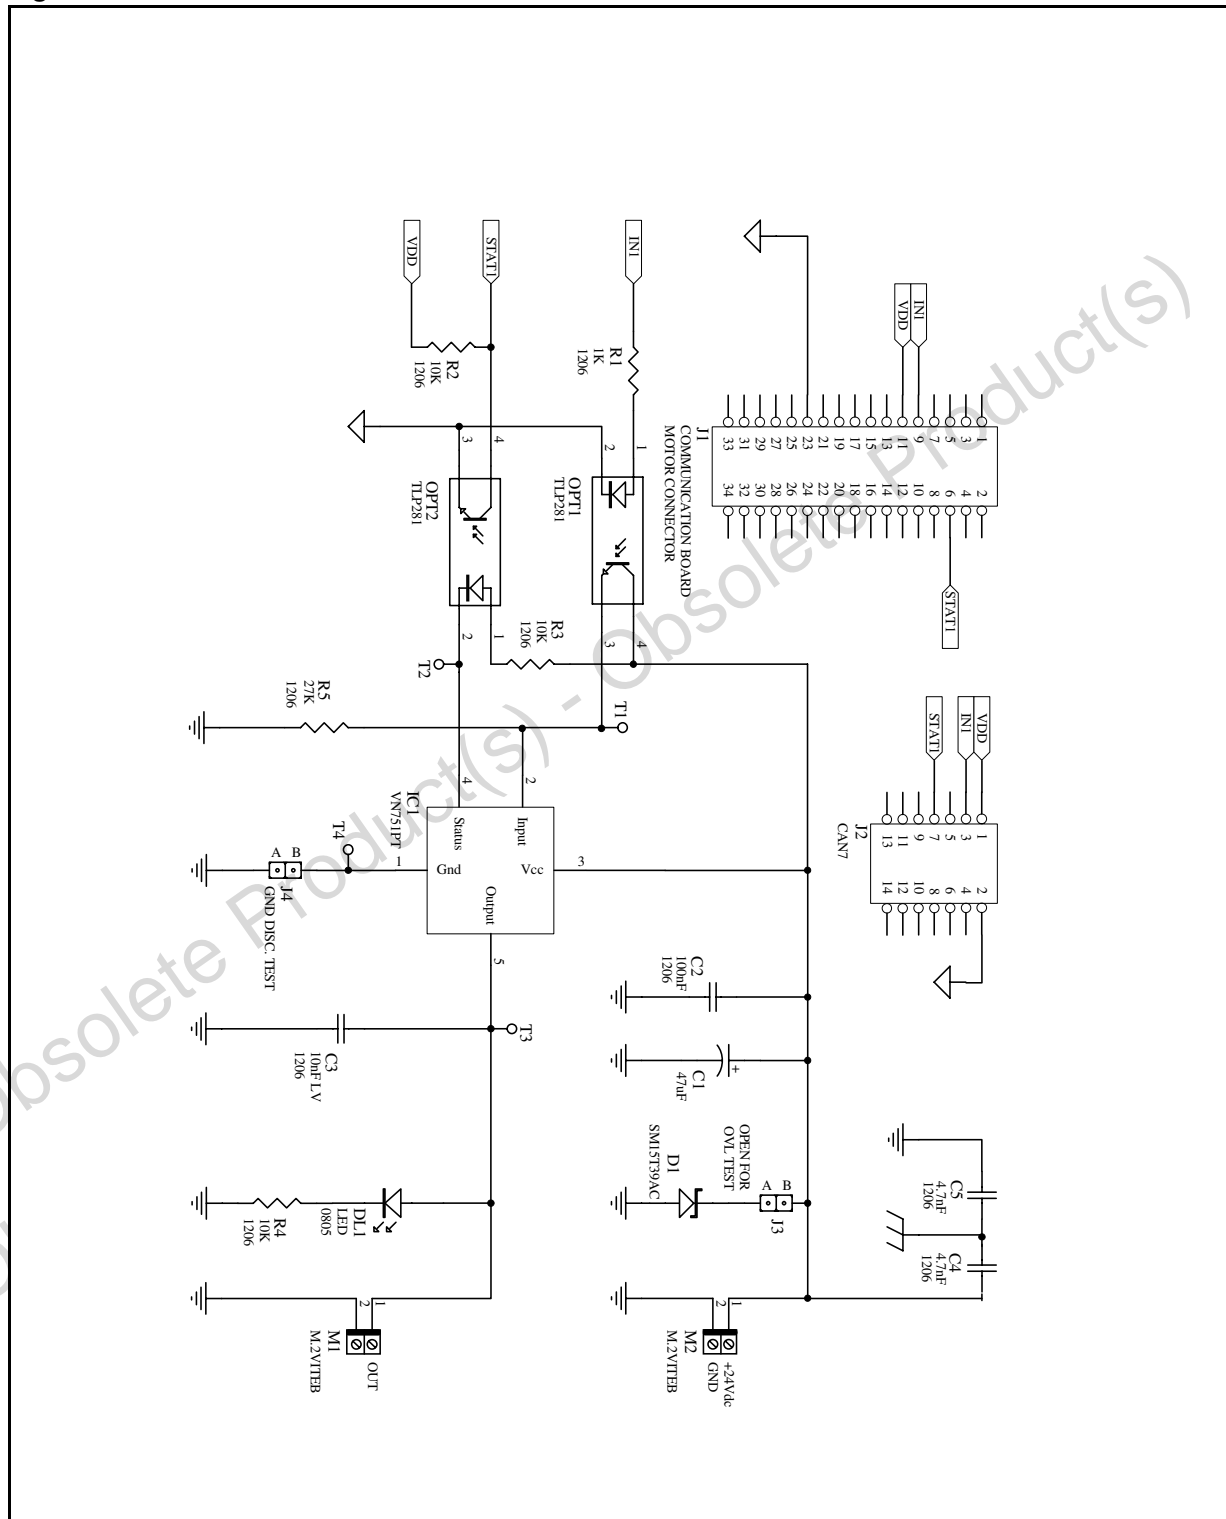 Obsolete Product(s) - Obsolete Product(s)
J1
COMMUNICATION BOARD
MOTOR CONNECTOR
1
3
5
7
9
11
13
15
17
19
21
23
25
27
29
31
33
2
4
6
8
10
12
14
16
18
20
22
24
26
28
30
32
34
IN1
VDD
STAT1
J2
CAN7
1
3
5
7
9
11
13
2
4
6
8
10
12
14
VDD
IN1
STAT1
C5
4.7nF
1206
C4
4.7nF
1206
IN1
R1
1K
1206
1
2
OPT1
TLP281
4
3
STAT1
VDD
R2
10K
1206
4
3
OPT2
TLP281
1
2
R3
10K
1206
T2
T1
R5
27K
1206
IC1
VN751PT
Input
Status
Vcc
Gnd
Output
2
4
3
1
5
T4
A B
J4
GND DISC. TEST
C2
100nF
1206
C1
47uF
+
OPEN FOR
OVL TEST
A B
J3
D1
SM15T39AC
M2
M.2VITEB
1
2
+24Vdc
GND
T3
C3
10nF LV
1206
DL1
LED
0805
R4
10K
1206
M1
M.2VITEB
1
2
OUT